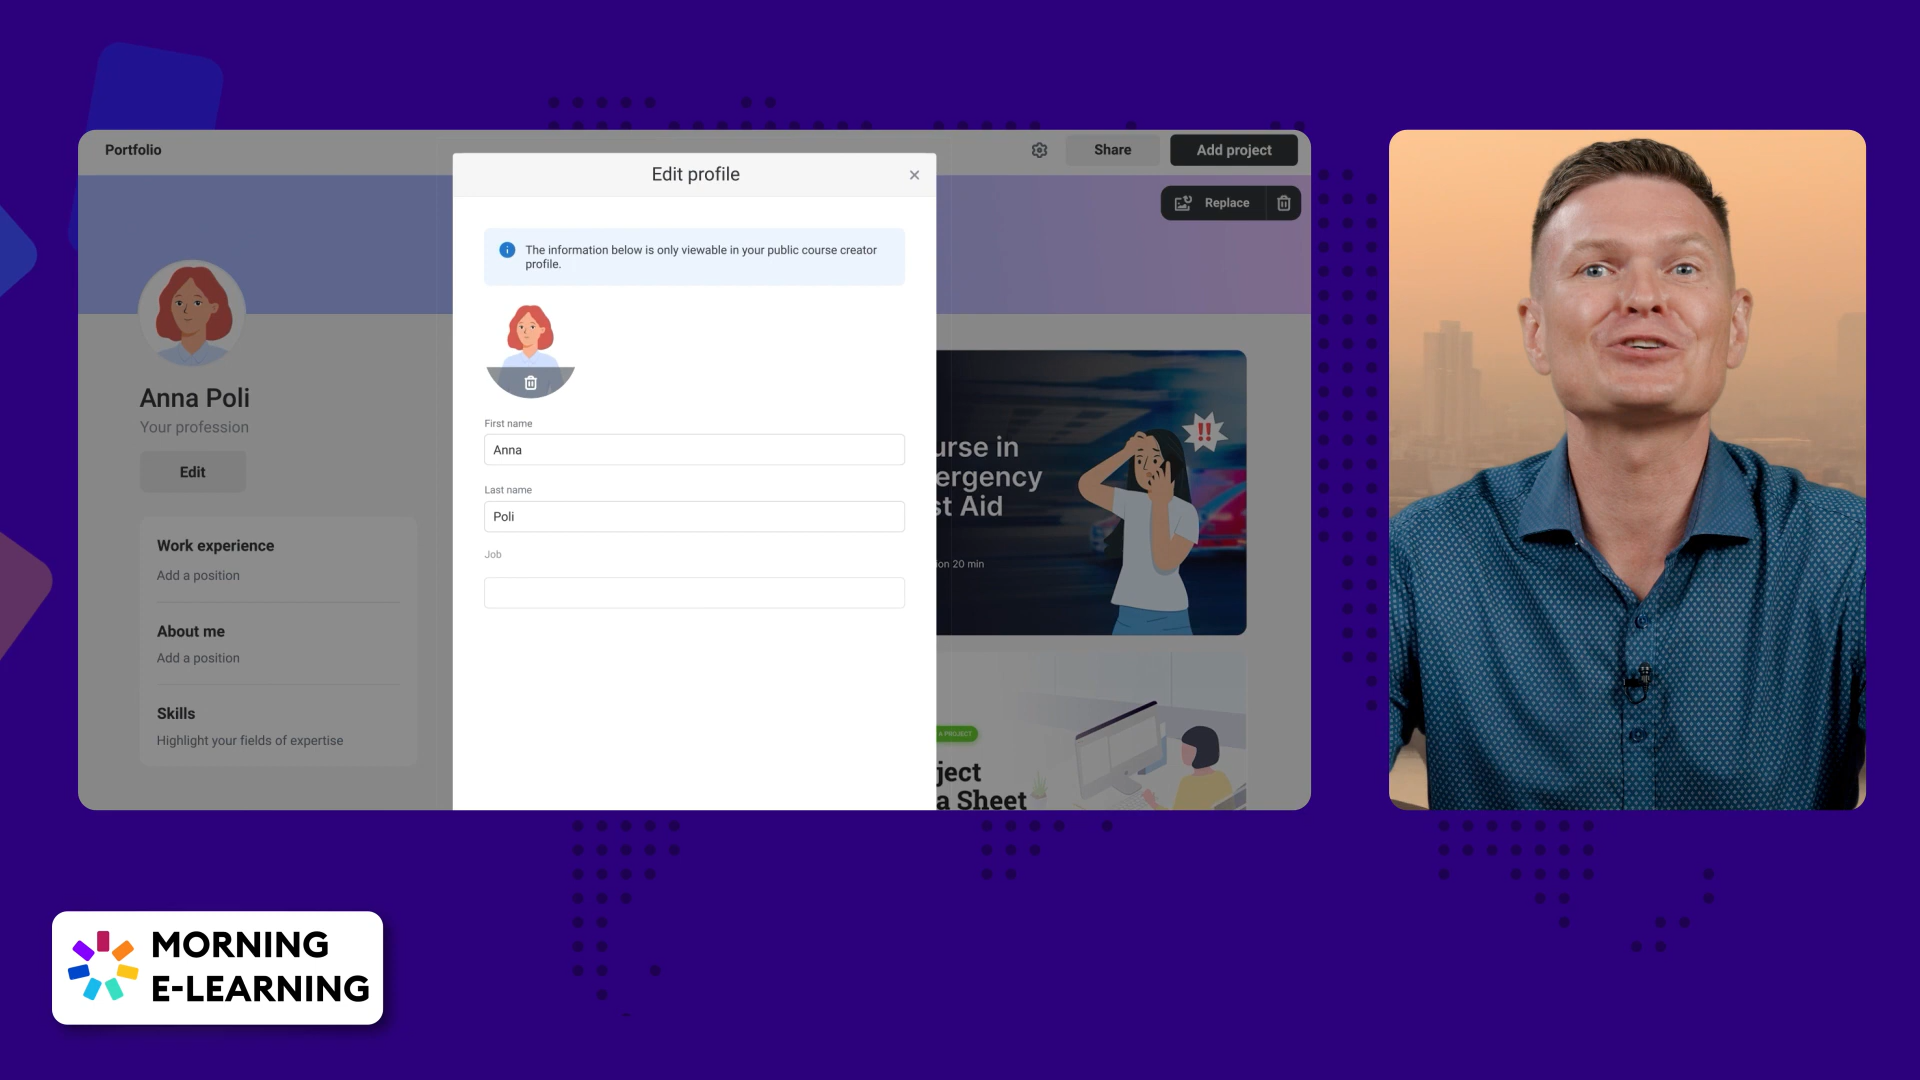 Portfolio
Share
Add project
Edit profile
Replace
The information below is only viewable in your public course creator
profile.
Anna Poli
Your profession
Edit
First name
Anna
Last name
Poli
Job
Work experience
Add a position
About me
Add a position
Skills
Highlight your fields of expertise
urse in
ergency
st Aid
!!
ion 20 min
A PROJECT
ject
a Sheet
MORNING
E-LEARNING